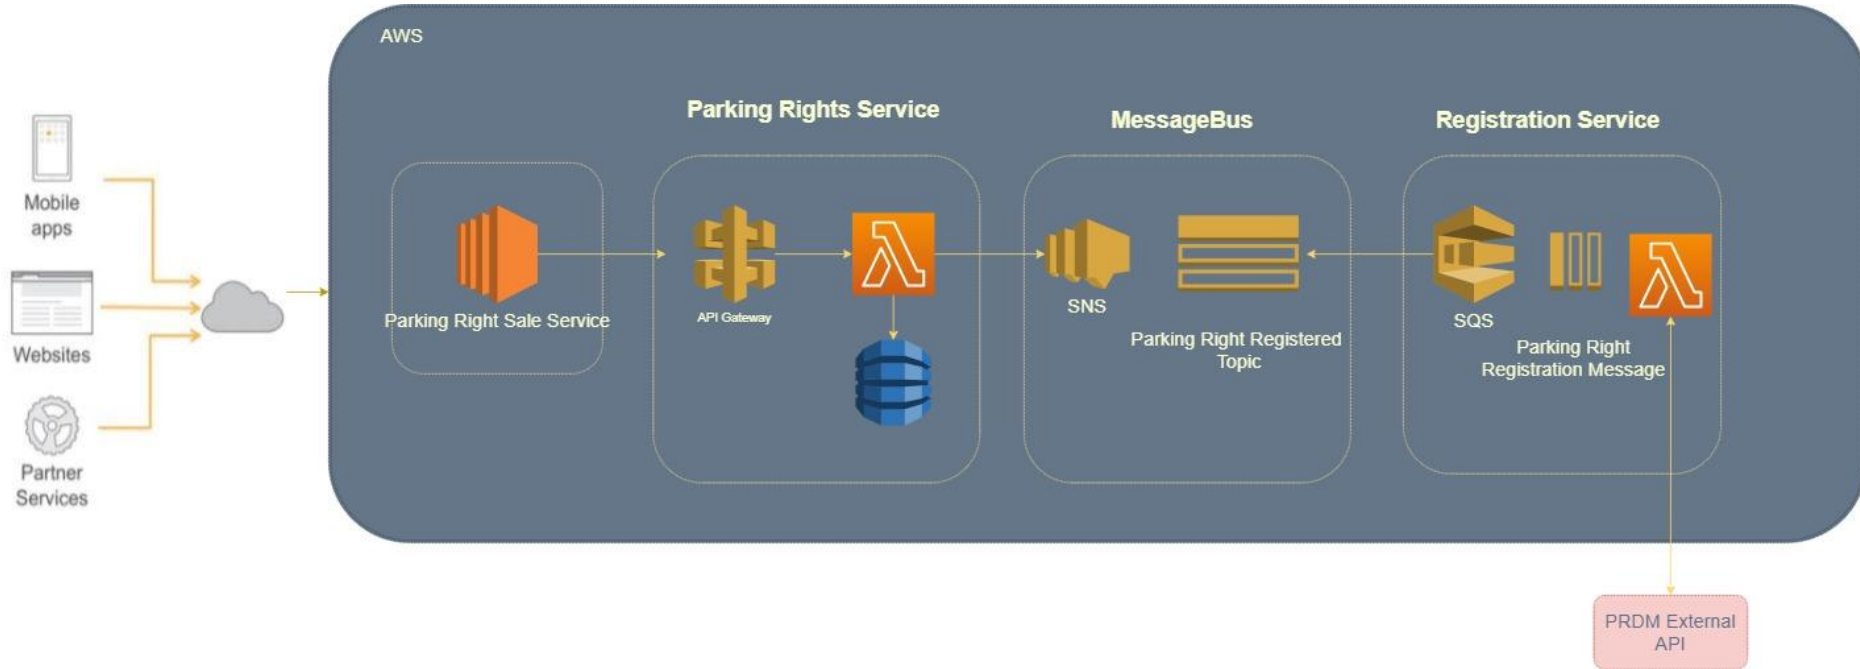 AWS
Parking Rights Service
MessageBus
Registration Service
Mobile
apps
Websites
Partner
Services
Parking Right Sale Service
API Gateway
SNS
Parking Right Registered
Topic
SQS
Parking Right
Registration Message
PRDM External
API